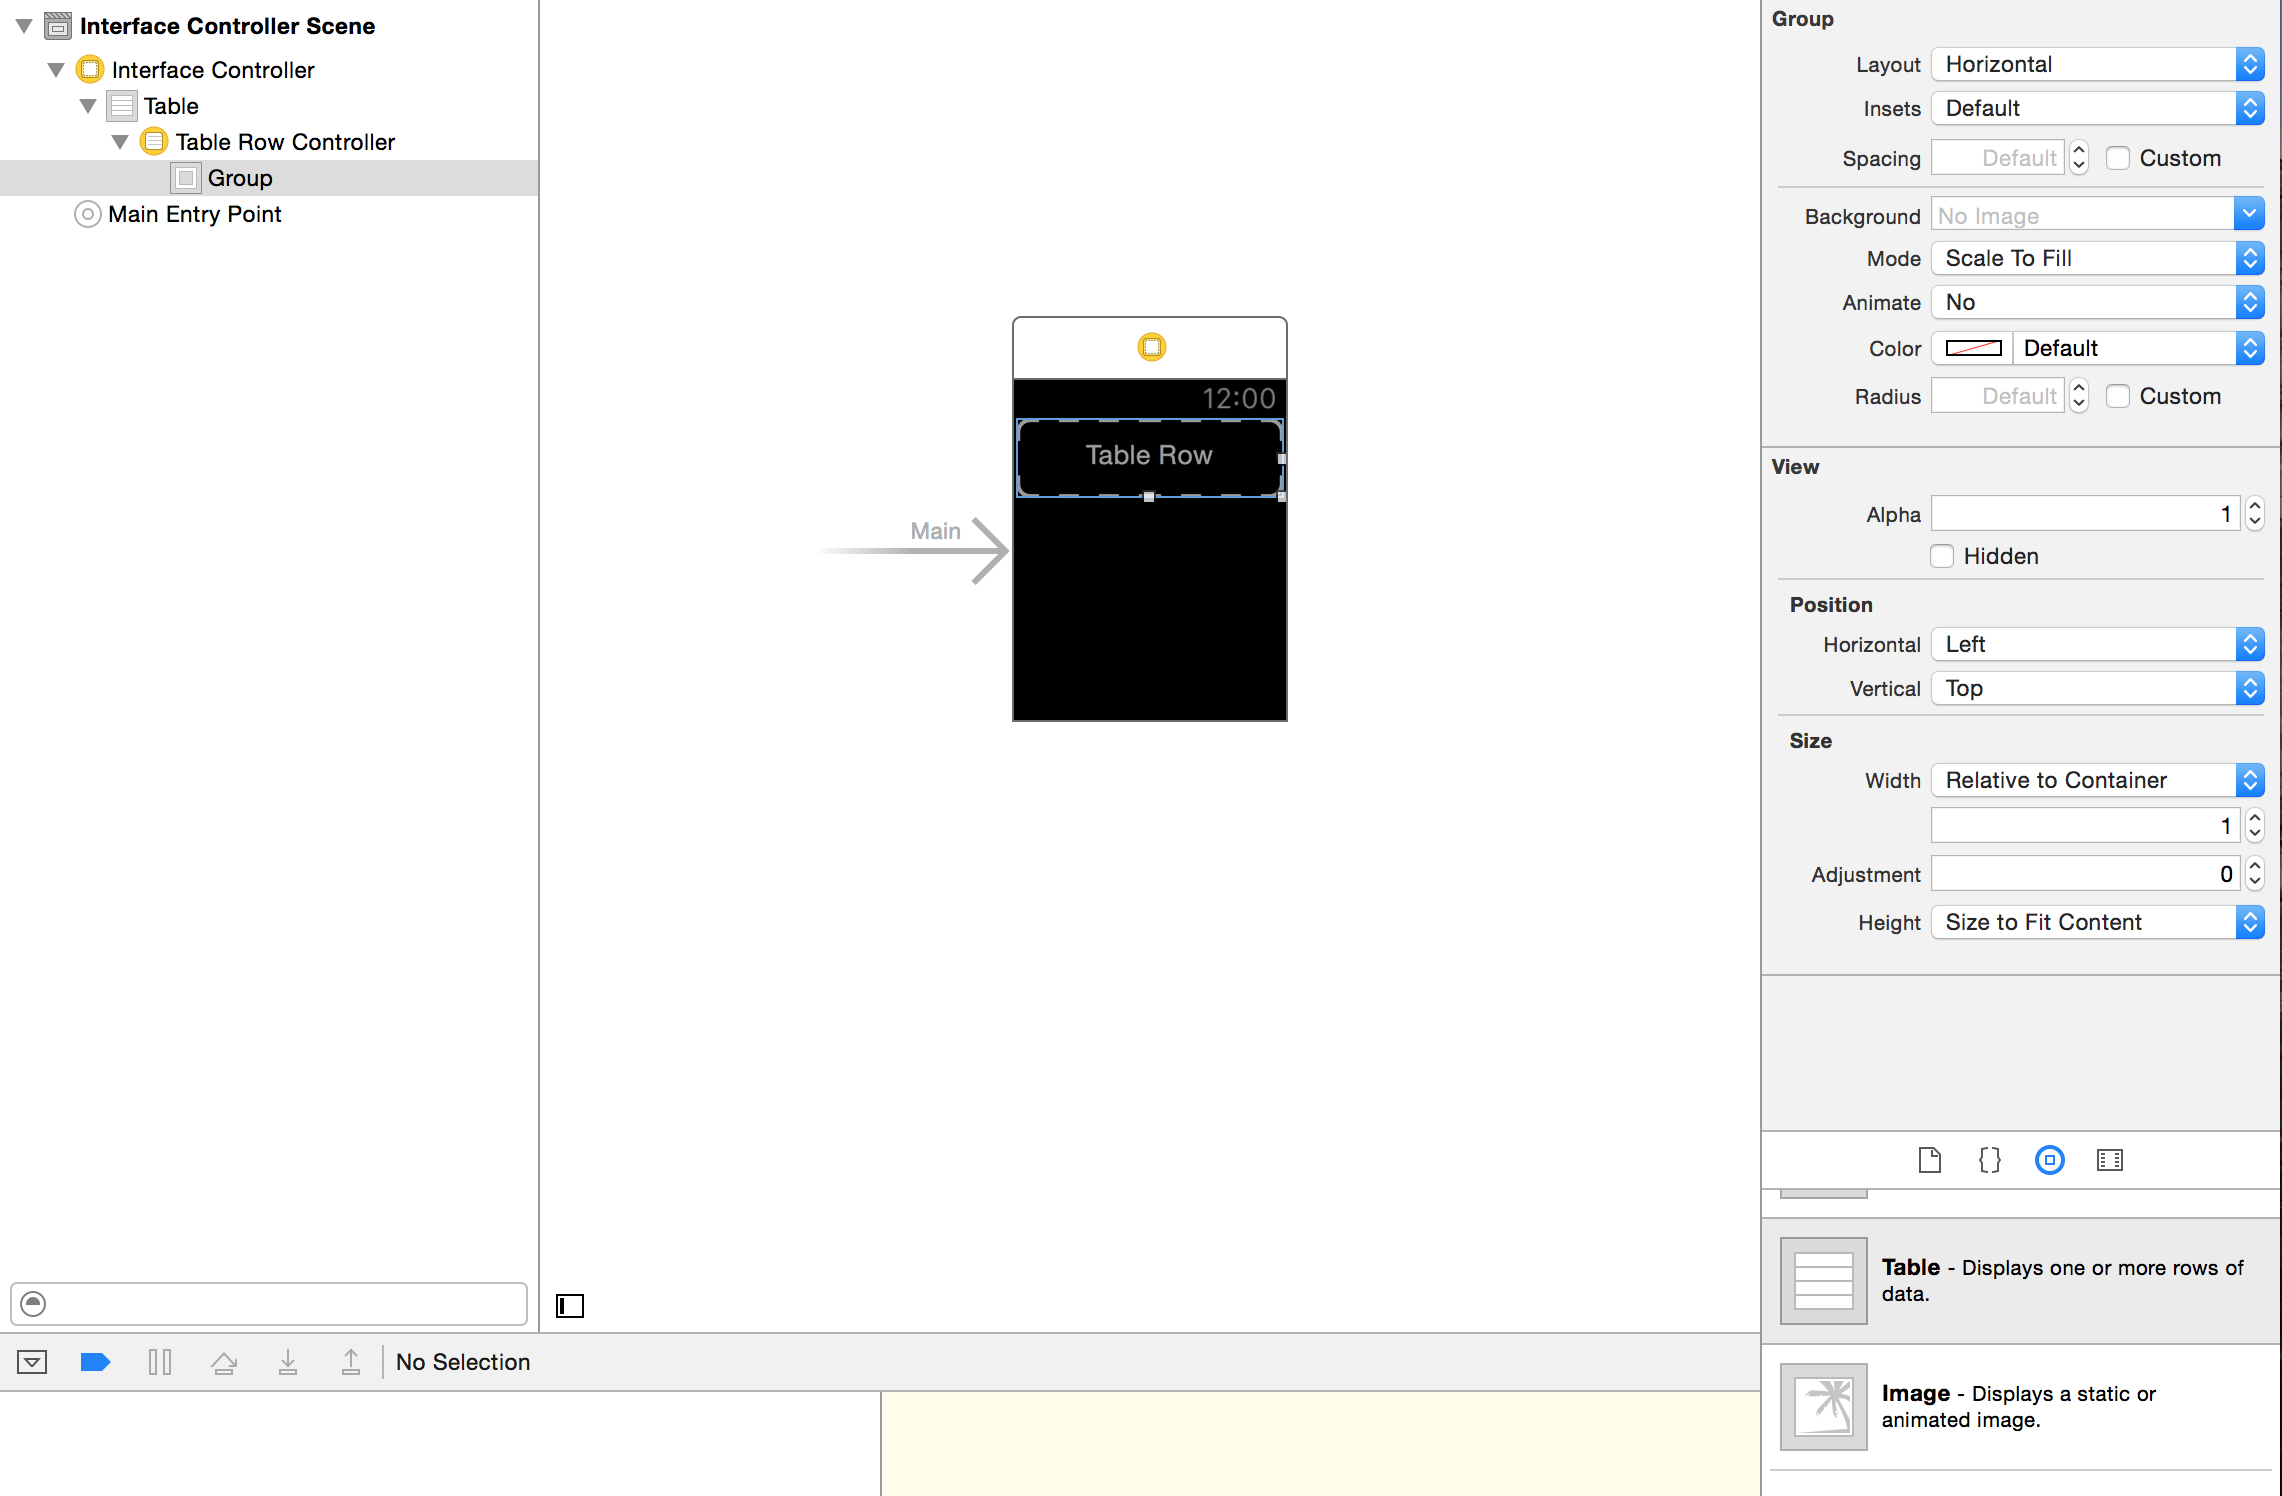 Interface Controller Scene
Interface Controller
Table
Table Row Controller
Group
Main Entry Point
12:00
Table Row
Main
No Selection
Group
Layout Horizontal
Insets Default
Spacing Default Custom
Background No Image
Mode Scale To Fill
Animate No
Color Default
Radius Default Custom
View
Alpha 1
Hidden
Position
Horizontal Left
Vertical Top
Size
Width Relative to Container
1
Adjustment 0
Height Size to Fit Content
Table - Displays one or more rows of
data.
Image - Displays a static or
animated image.